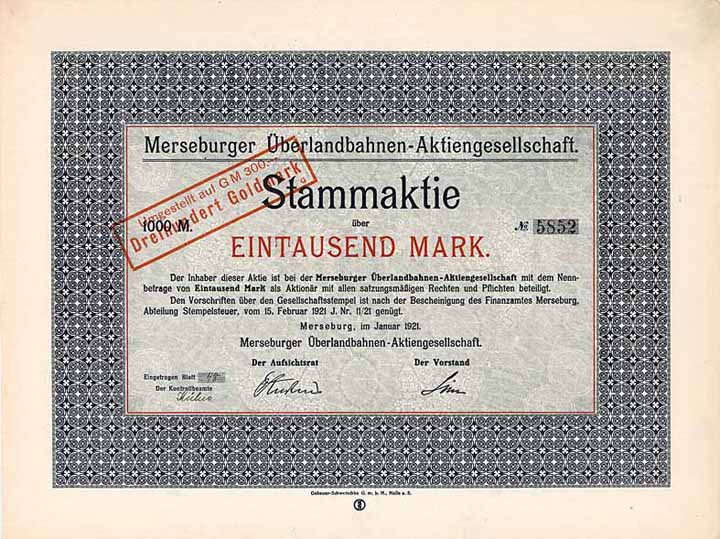 Merseburger Überlandbahnen-Aktiengesellschaft.
Umgestellt auf G M 300.-
Dreihundert Goldmark
Stammaktie
1000 M.
über
№ 5852
EINTAUSEND MARK.
Der Inhaber dieser Aktie ist bei der Merseburger Überlandbahnen-Aktiengesellschaft mit dem Nenn-
betrage von Eintausend Mark als Aktionär mit allen satzungsmäßigen Rechten und Pflichten beteiligt.
Den Vorschriften über den Gesellschaftsstempel ist nach der Bescheinigung des Finanzamtes Merseburg,
Abteilung Stempelsteuer, vom 15. Februar 1921 J. Nr. 11/21 genügt.
Merseburg, im Januar 1921.
Merseburger Überlandbahnen-Aktiengesellschaft.
Der Aufsichtsrat Der Vorstand
Eingetragen Blatt
Der Kontrollbeamte
Gebauer-Schwetschke G. m. b. H., Halle a. S.